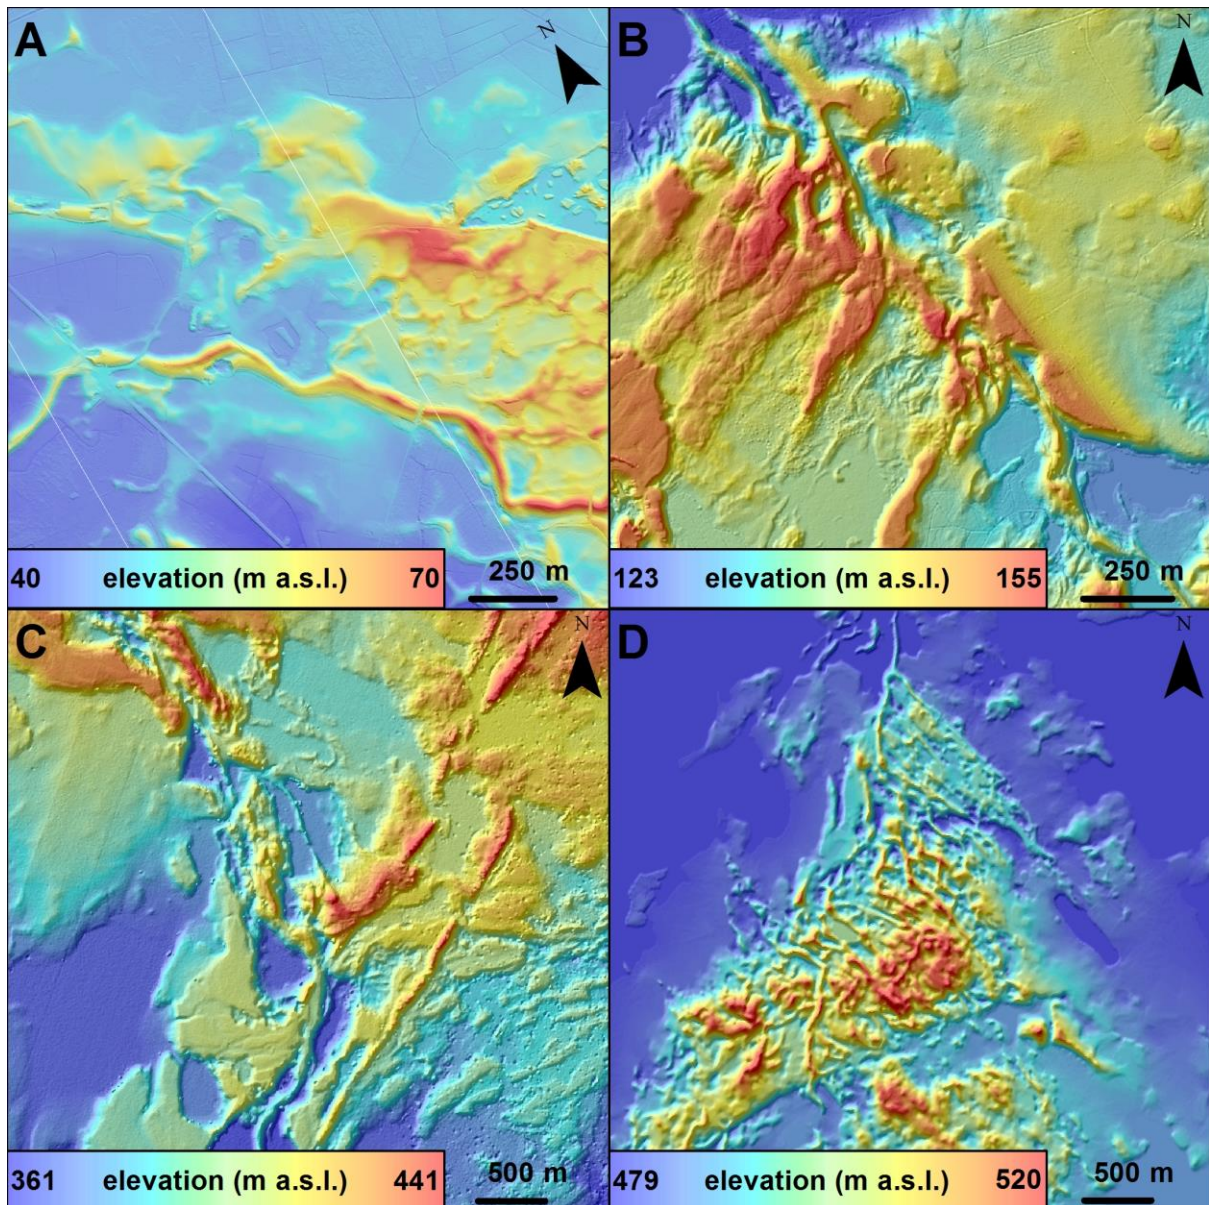 A
N
B
N
40 elevation (m a.s.l.) 70
250 m
123 elevation (m a.s.l.) 155
250 m
C
N
D
N
361 elevation (m a.s.l.) 441
500 m
479 elevation (m a.s.l.) 520
500 m